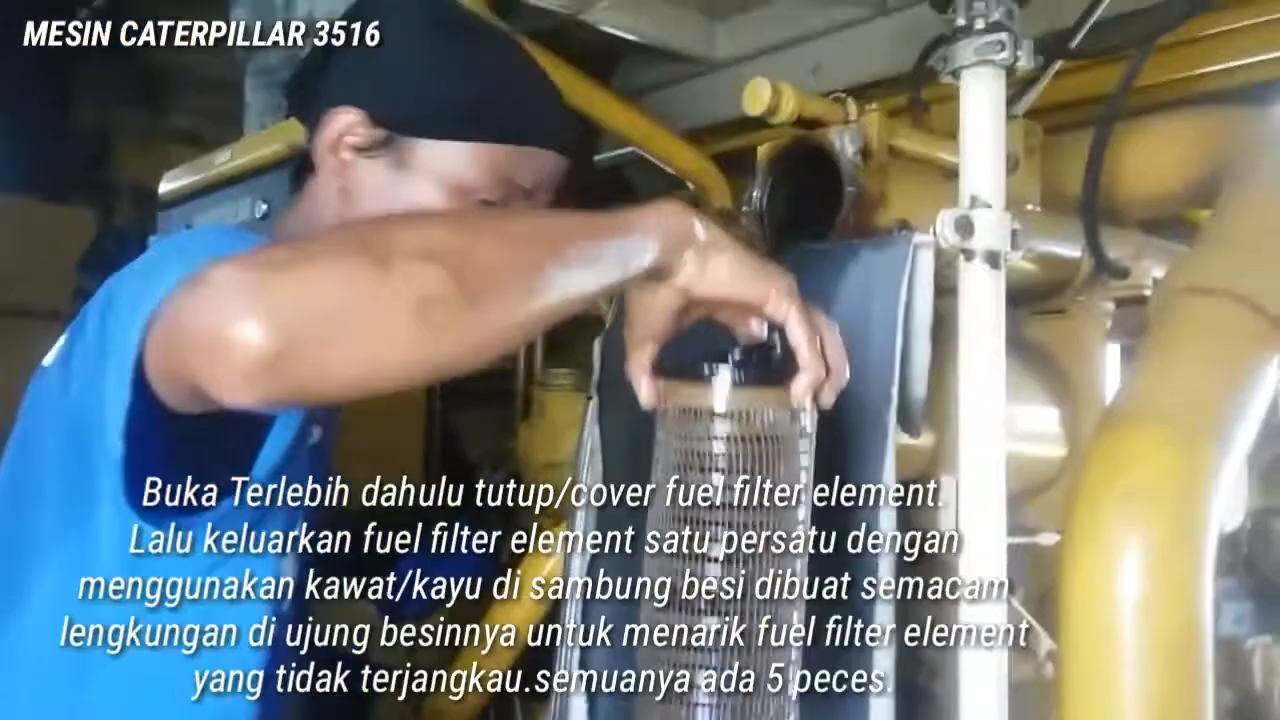 MESIN CATERPILLAR 3516
Buka Terlebih dahulu tutup/cover fuel filter element.
Lalu keluarkan fuel filter element satu persatu dengan
menggunakan kawat/kayu di sambung besi dibuat semacam
lengkungan di ujung besinnya untuk menarik fuel filter element
yang tidak terjangkau.semuanya ada 5 peces.